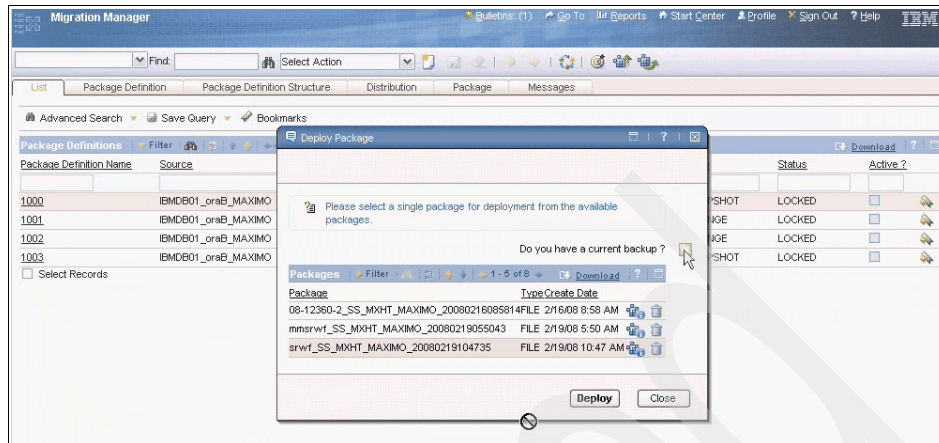 Migration Manager
Bulletins: (1) Go To Reports Start Center Profile Sign Out ? Help IBM
Find: Select Action
List Package Definition Package Definition Structure Distribution Package Messages
Advanced Search Save Query Bookmarks
Package Definitions Filter Download ?
Package Definition Name Source Status Active ?
1000 IBMDB01_oraB_MAXIMO PSHOT LOCKED
1001 IBMDB01_oraB_MAXIMO NGE LOCKED
1002 IBMDB01_oraB_MAXIMO NGE LOCKED
1003 IBMDB01_oraB_MAXIMO PSHOT LOCKED
Select Records
Deploy Package ?
Please select a single package for deployment from the available
packages.
Do you have a current backup ?
Packages Filter 1 - 5 of 8 Download ?
Package Type Create Date
08-12360-2_SS_MXHT_MAXIMO_20080216085814 FILE 2/16/08 8:58 AM
mmsrwf_SS_MXHT_MAXIMO_20080219055043 FILE 2/19/08 5:50 AM
srwf_SS_MXHT_MAXIMO_20080219104735 FILE 2/19/08 10:47 AM
Deploy Close